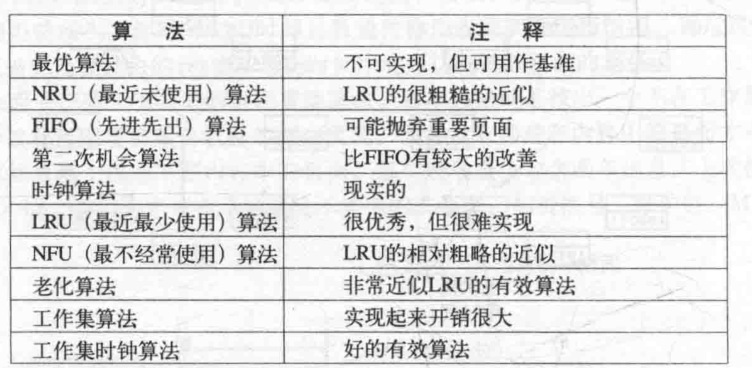 算 法 注 释
最优算法 不可实现，但可用作基准
NRU（最近未使用）算法 LRU的很粗糙的近似
FIFO（先进先出）算法 可能抛弃重要页面
第二次机会算法 比FIFO有较大的改善
时钟算法 现实的
LRU（最近最少使用）算法 很优秀，但很难实现
NFU（最不经常使用）算法 LRU的相对粗略的近似
老化算法 非常近似LRU的有效算法
工作集算法 实现起来开销很大
工作集时钟算法 好的有效算法